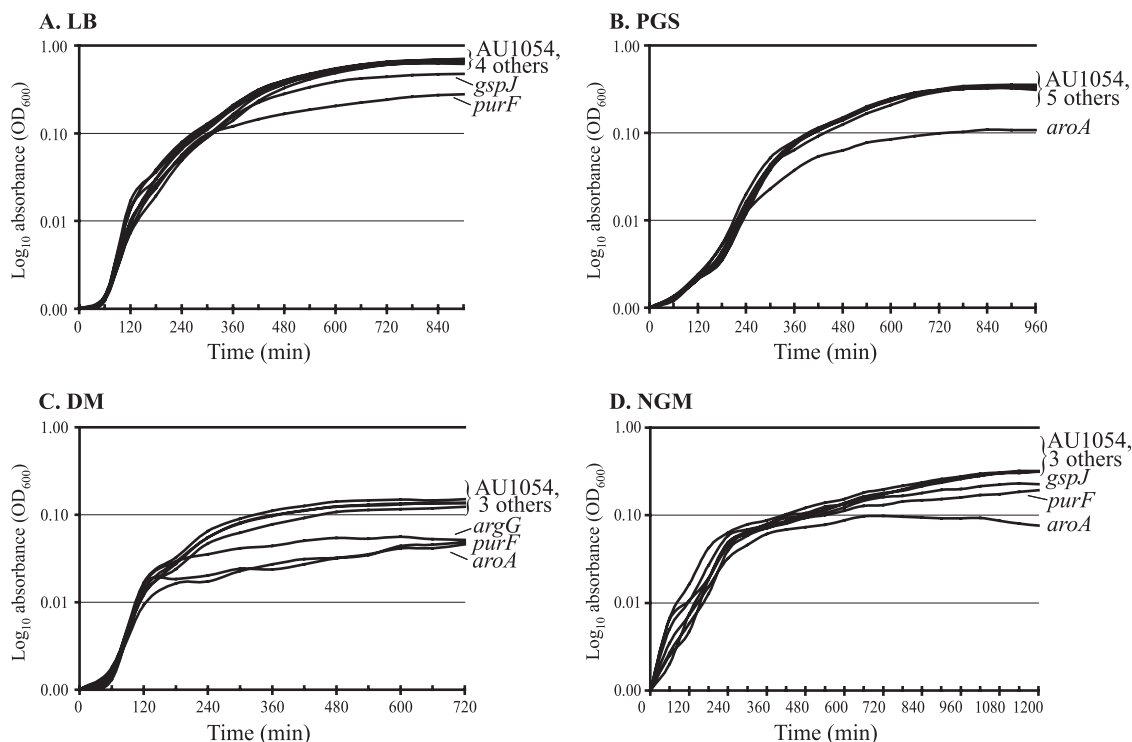 A. LB
Log10 absorbance (OD600)
1.00
0.10
0.01
0.00
0 120 240 360 480 600 720 840
Time (min)
AU1054,
4 others
gspJ
purF
B. PGS
Log10 absorbance (OD600)
1.00
0.10
0.01
0.00
0 120 240 360 480 600 720 840 960
Time (min)
AU1054,
5 others
aroA
C. DM
Log10 absorbance (OD600)
1.00
0.10
0.01
0.00
0 120 240 360 480 600 720
Time (min)
AU1054,
3 others
argG
purF
aroA
D. NGM
Log10 absorbance (OD600)
1.00
0.10
0.01
0.00
0 120 240 360 480 600 720 840 960 1080 1200
Time (min)
AU1054,
3 others
gspJ
purF
aroA